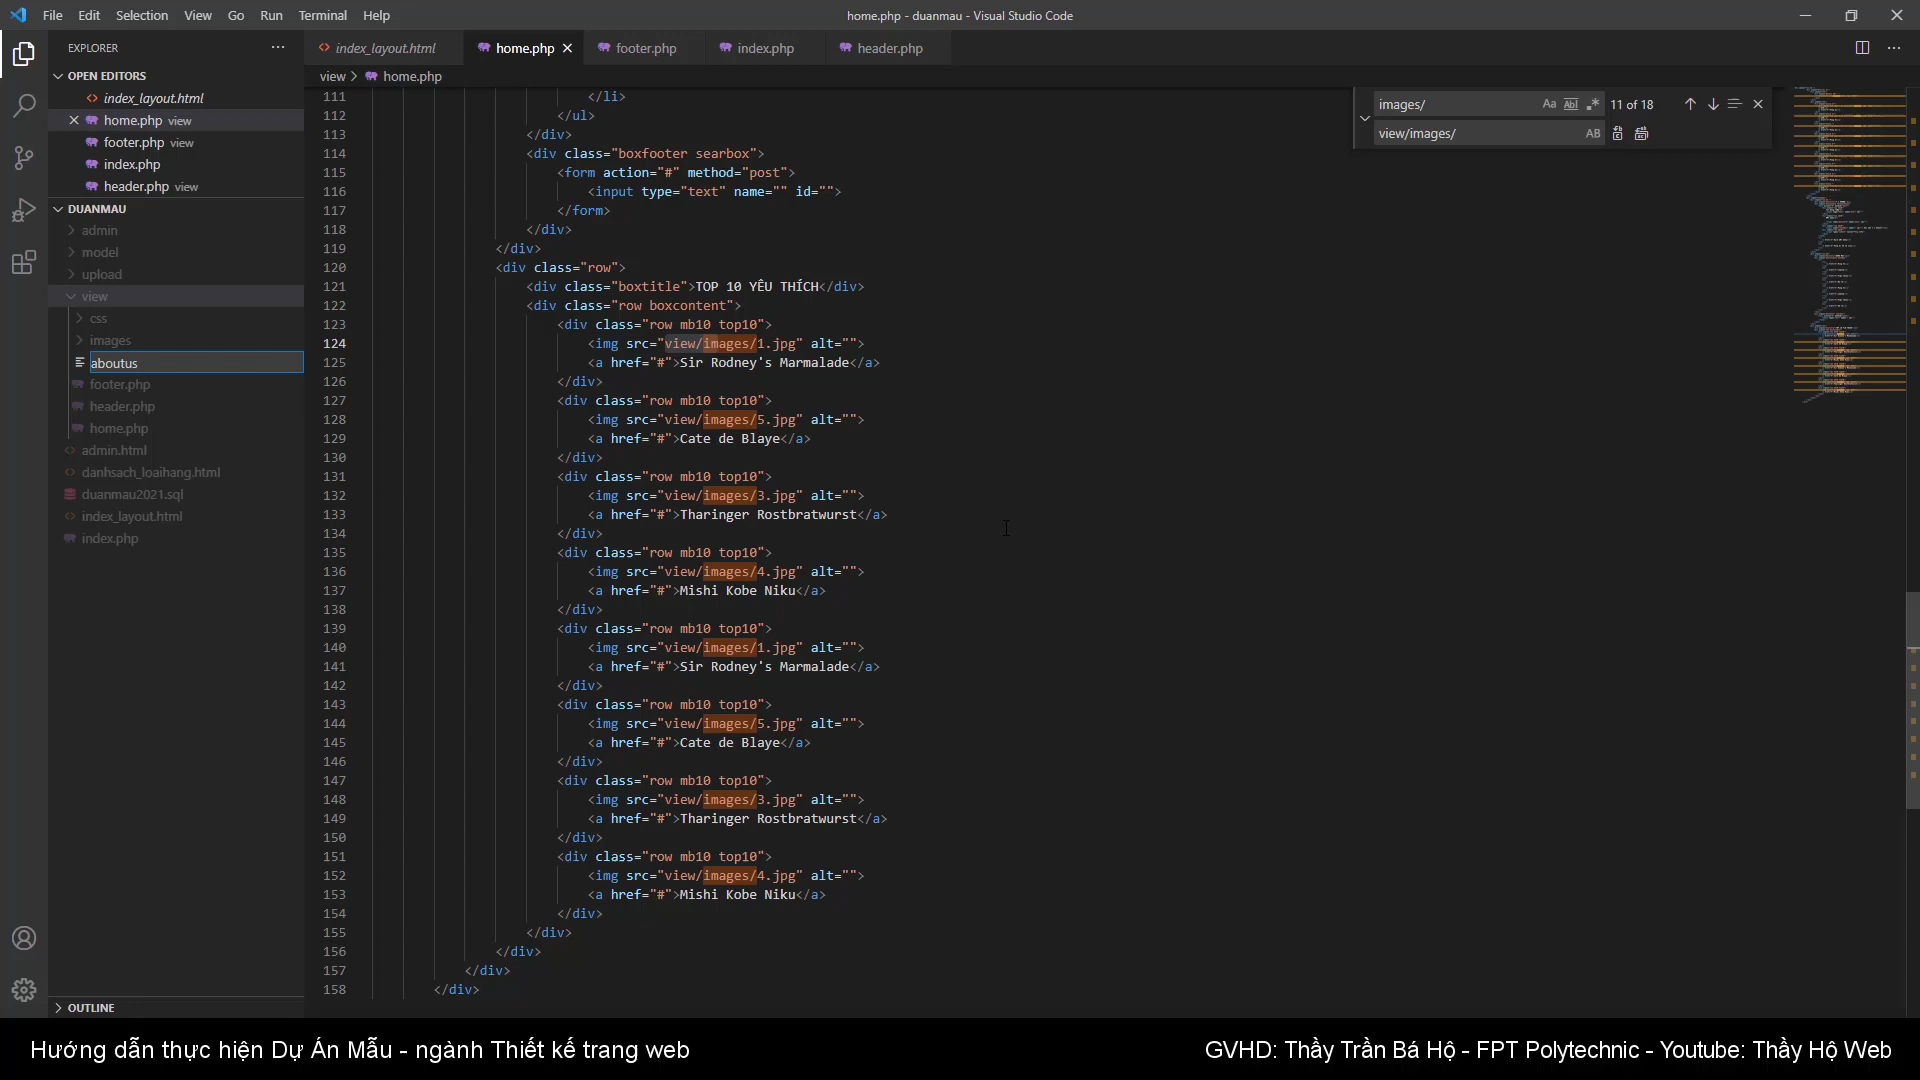 File Edit Selection View Go Run Terminal Help
home.php - duanmau - Visual Studio Code
EXPLORER
OPEN EDITORS
index_layout.html
home.php view
footer.php view
index.php
header.php view
DUANMAU
admin
model
upload
view
css
images
aboutus
footer.php
header.php
home.php
admin.html
danhsach_loaihang.html
duanmau2021.sql
index_layout.html
index.php
OUTLINE
index_layout.html home.php footer.php index.php header.php
view > home.php
images/ Aa Abl .* 11 of 18
view/images/ AB
111 </li>
112 </ul>
113 </div>
114 <div class="boxfooter searbox">
115 <form action="#" method="post">
116 <input type="text" name="" id="">
117 </form>
118 </div>
119 </div>
120 <div class="row">
121 <div class="boxtitle">TOP 10 YÊU THÍCH</div>
122 <div class="row boxcontent">
123 <div class="row mb10 top10">
124 <img src="view/images/1.jpg" alt="">
125 <a href="#">Sir Rodney's Marmalade</a>
126 </div>
127 <div class="row mb10 top10">
128 <img src="view/images/5.jpg" alt="">
129 <a href="#">Cate de Blaye</a>
130 </div>
131 <div class="row mb10 top10">
132 <img src="view/images/3.jpg" alt="">
133 <a href="#">Tharinger Rostbratwurst</a>
134 </div>
135 <div class="row mb10 top10">
136 <img src="view/images/4.jpg" alt="">
137 <a href="#">Mishi Kobe Niku</a>
138 </div>
139 <div class="row mb10 top10">
140 <img src="view/images/1.jpg" alt="">
141 <a href="#">Sir Rodney's Marmalade</a>
142 </div>
143 <div class="row mb10 top10">
144 <img src="view/images/5.jpg" alt="">
145 <a href="#">Cate de Blaye</a>
146 </div>
147 <div class="row mb10 top10">
148 <img src="view/images/3.jpg" alt="">
149 <a href="#">Tharinger Rostbratwurst</a>
150 </div>
151 <div class="row mb10 top10">
152 <img src="view/images/4.jpg" alt="">
153 <a href="#">Mishi Kobe Niku</a>
154 </div>
155 </div>
156 </div>
157 </div>
158 </div>
Hướng dẫn thực hiện Dự Án Mẫu - ngành Thiết kế trang web
GVHD: Thầy Trần Bá Hộ - FPT Polytechnic - Youtube: Thầy Hộ Web